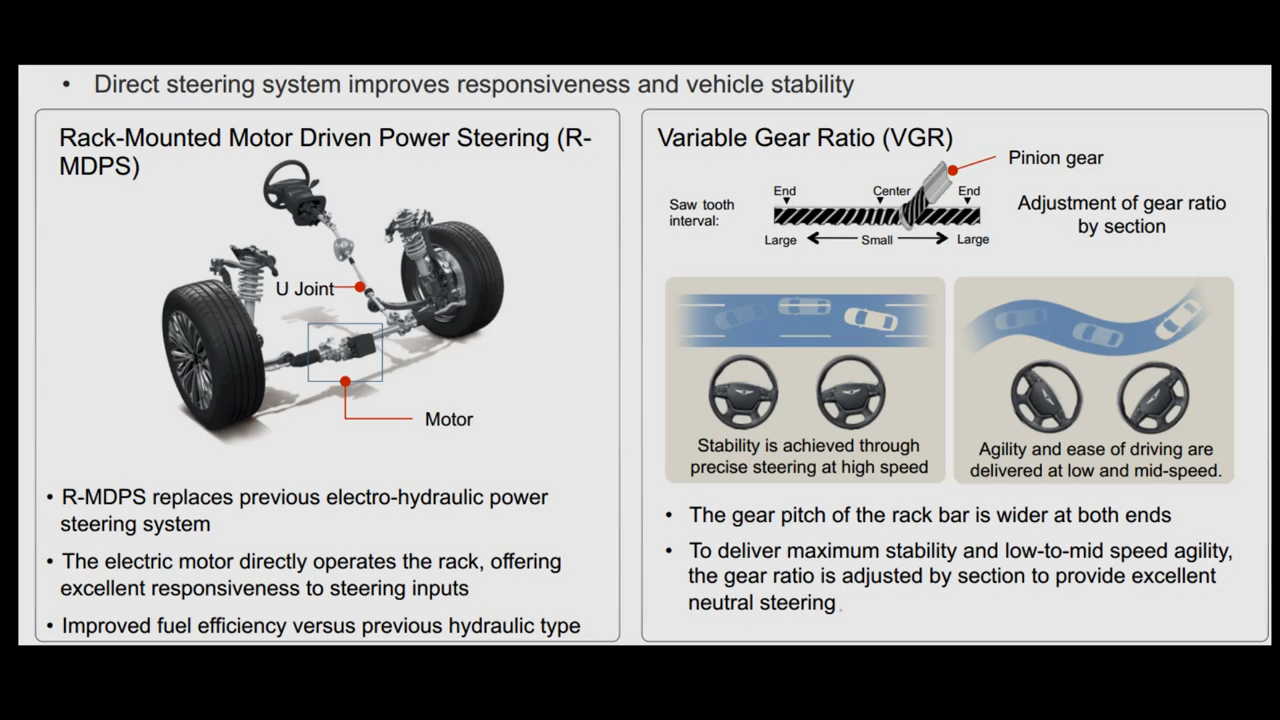 • Direct steering system improves responsiveness and vehicle stability
Rack-Mounted Motor Driven Power Steering (R-
MDPS)
U Joint
Motor
• R-MDPS replaces previous electro-hydraulic power
steering system
• The electric motor directly operates the rack, offering
excellent responsiveness to steering inputs
• Improved fuel efficiency versus previous hydraulic type
Variable Gear Ratio (VGR)
Pinion gear
End
Center
End
Saw tooth
interval:
Large
Small
Large
Adjustment of gear ratio
by section
Stability is achieved through
precise steering at high speed
Agility and ease of driving are
delivered at low and mid-speed.
• The gear pitch of the rack bar is wider at both ends
• To deliver maximum stability and low-to-mid speed agility,
the gear ratio is adjusted by section to provide excellent
neutral steering.